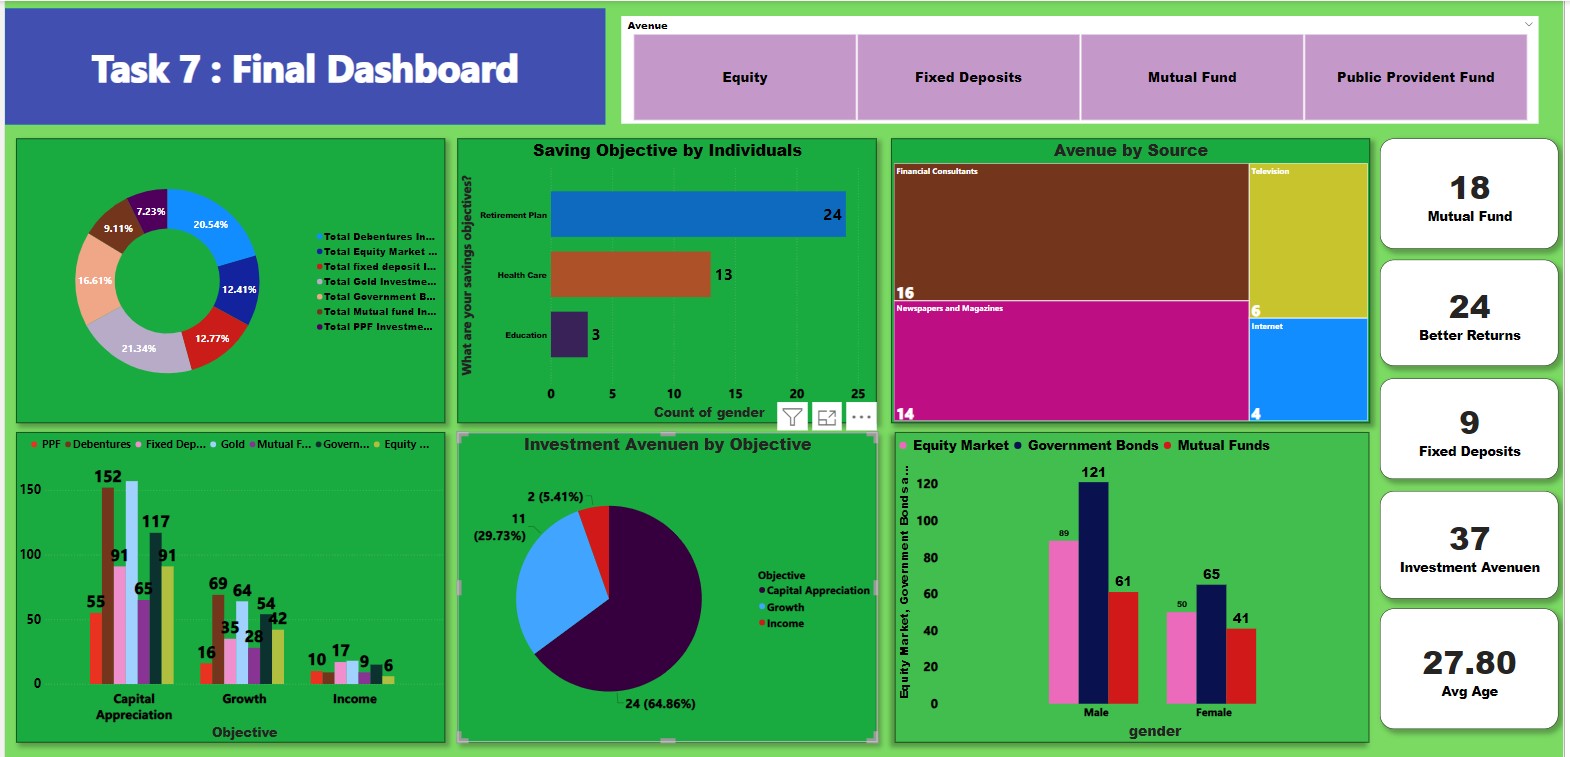 Task 7 : Final Dashboard
Avenue
Equity
Fixed Deposits
Mutual Fund
Public Provident Fund
7.23%
20.54%
9.11%
16.61%
12.41%
12.77%
21.34%
Total Debentures In...
Total Equity Market ...
Total fixed deposit I...
Total Gold Investme...
Total Government B...
Total Mutual fund In...
Total PPF Investme...
Saving Objective by Individuals
What are your savings objectives?
Retirement Plan
24
Health Care
13
Education
3
0 5 10 15 20 25
Count of gender
Avenue by Source
Financial Consultants
16
Newspapers and Magazines
14
Television
6
Internet
4
18
Mutual Fund
24
Better Returns
9
Fixed Deposits
37
Investment Avenuen
27.80
Avg Age
PPF Debentures Fixed Dep... Gold Mutual F... Govern... Equity ...
150
100
50
0
55 152 91 65 117 91
16 69 35 64 28 54 42
10 17 9 6
Capital
Appreciation
Growth
Income
Objective
Investment Avenuen by Objective
2 (5.41%)
11
(29.73%)
24 (64.86%)
Objective
Capital Appreciation
Growth
Income
Equity Market Government Bonds Mutual Funds
Equity Market, Government Bonds a...
120
100
80
60
40
20
0
89 121 61
50 65 41
Male
Female
gender